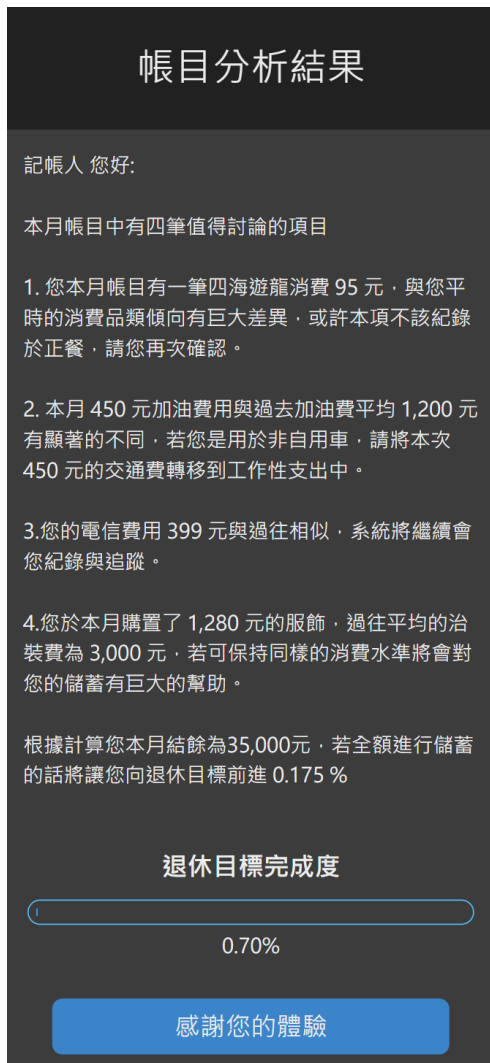 帳目分析結果
記帳人 您好:
本月帳目中有四筆值得討論的項目
1. 您本月帳目有一筆四海遊龍消費 95 元，與您平
時的消費品類傾向有巨大差異，或許本項不該紀錄
於正餐，請您再次確認。
2. 本月 450 元加油費用與過去加油費平均 1,200 元
有顯著的不同，若您是用於非自用車，請將本次
450 元的交通費轉移到工作性支出中。
3.您的電信費用 399 元與過往相似，系統將繼續會
您紀錄與追蹤。
4.您於本月購置了 1,280 元的服飾，過往平均的治
裝費為 3,000 元，若可保持同樣的消費水準將會對
您的儲蓄有巨大的幫助。
根據計算您本月結餘為35,000元，若全額進行儲蓄
的話將讓您向退休目標前進 0.175 %
退休目標完成度
0.70%
感謝您的體驗